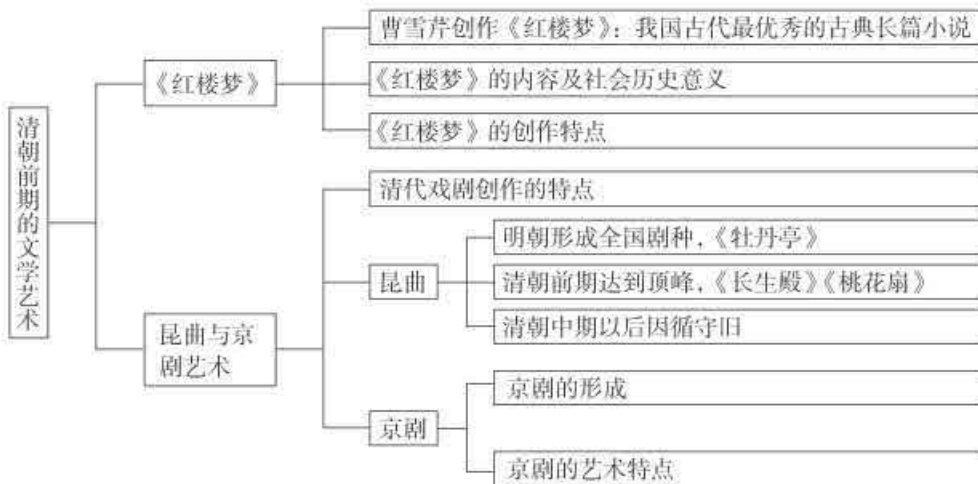 清朝前期的文学艺术
《红楼梦》
曹雪芹创作《红楼梦》：我国古代最优秀的古典长篇小说
《红楼梦》的内容及社会历史意义
《红楼梦》的创作特点
昆曲与京
剧艺术
清代戏剧创作的特点
昆曲
明朝形成全国剧种，《牡丹亭》
清朝前期达到顶峰，《长生殿》《桃花扇》
清朝中期以后因循守旧
京剧
京剧的形成
京剧的艺术特点